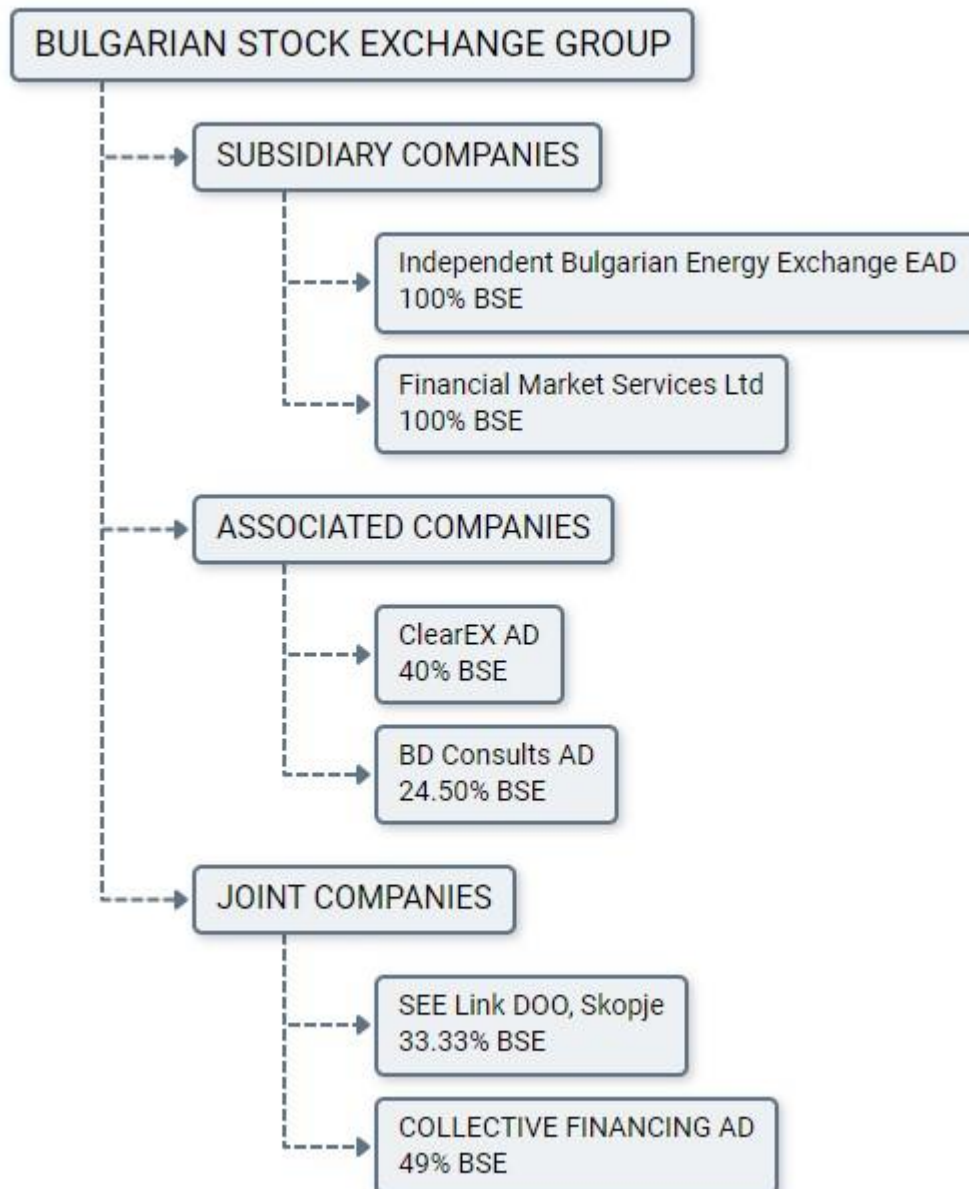 BULGARIAN STOCK EXCHANGE GROUP
SUBSIDIARY COMPANIES
Independent Bulgarian Energy Exchange EAD
100% BSE
Financial Market Services Ltd
100% BSE
ASSOCIATED COMPANIES
ClearEX AD
40% BSE
BD Consults AD
24.50% BSE
JOINT COMPANIES
SEE Link DOO, Skopje
33.33% BSE
COLLECTIVE FINANCING AD
49% BSE